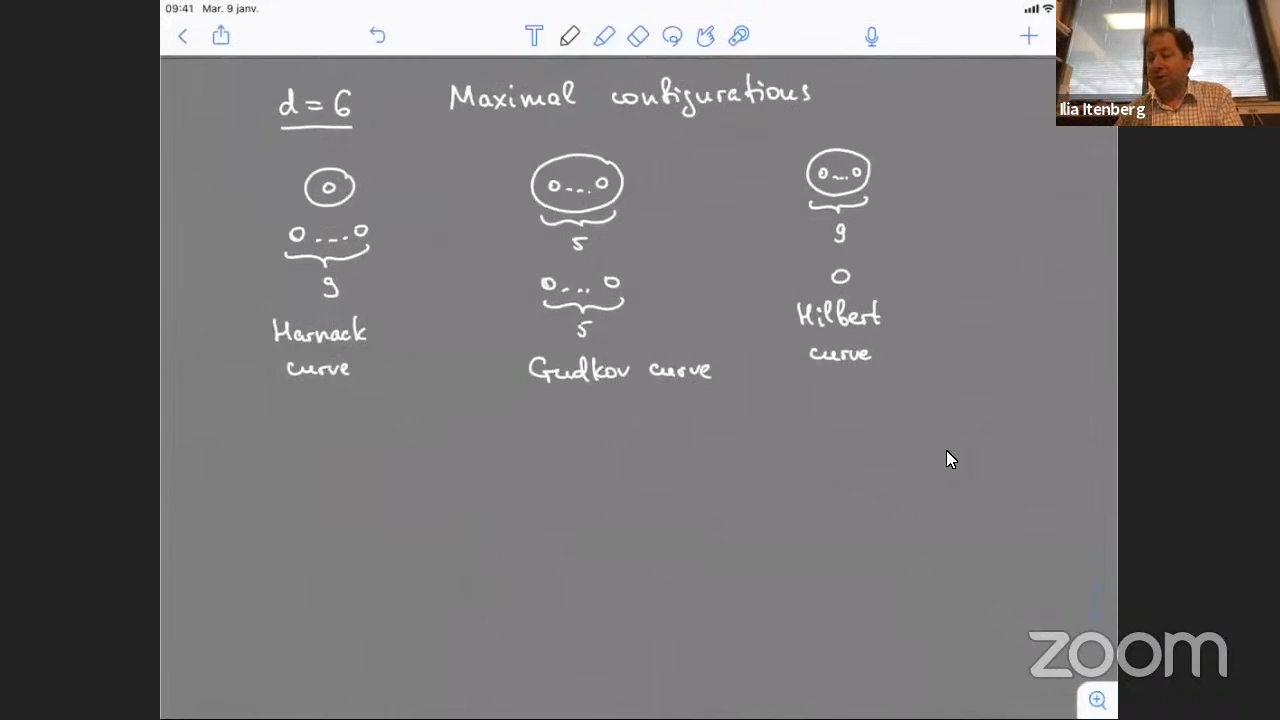 09:41 Mar. 9 janv.
Ilia Itenberg
d = 6
Maximal configurations
9
Harnack
curve
5
5
Gudkov curve
9
Hilbert
curve
zoom